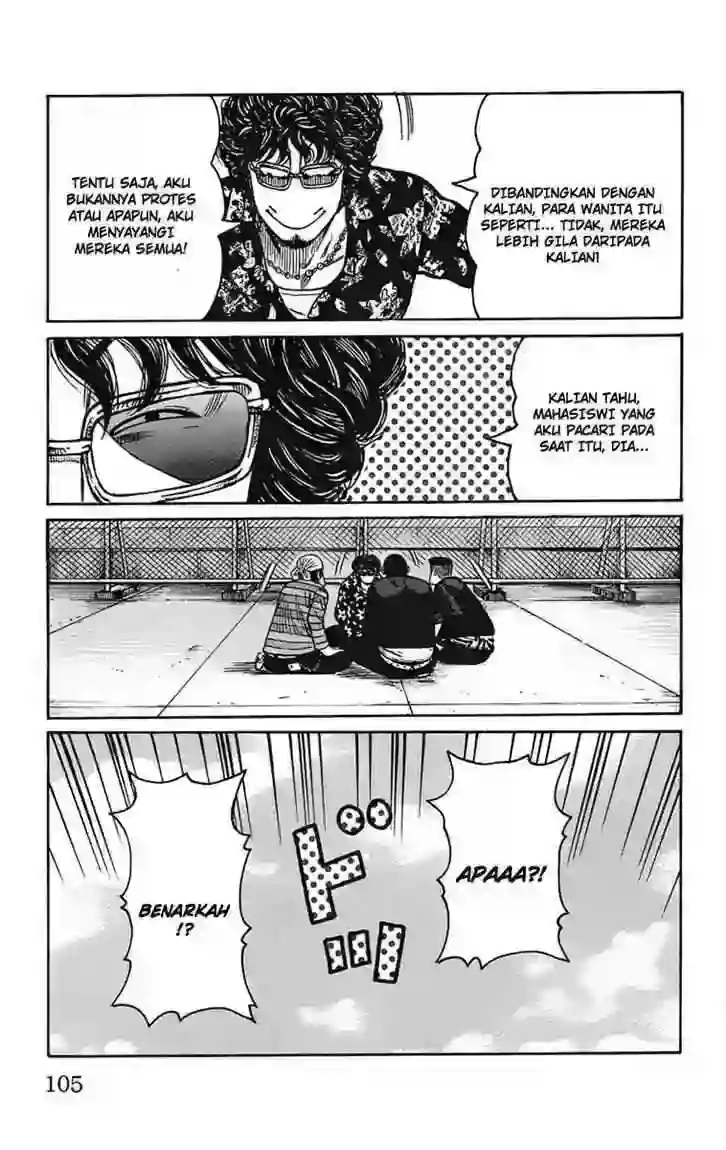 DIBANDINGKAN DENGAN
KALIAN, PARA WANITA ITU
SEPERTI... TIDAK, MEREKA
LEBIH GILA DARIPADA
KALIAN!
TENTU SAJA, AKU
BUKANNYA PROTES
ATAU APAPUN, AKU
MENYAYANGI
MEREKA SEMUA!
KALIAN TAHU,
MAHASISWI YANG
AKU PACARI PADA
SAAT ITU, DIA...
APAAA?!
ドッ
BENARKAH
!?
105